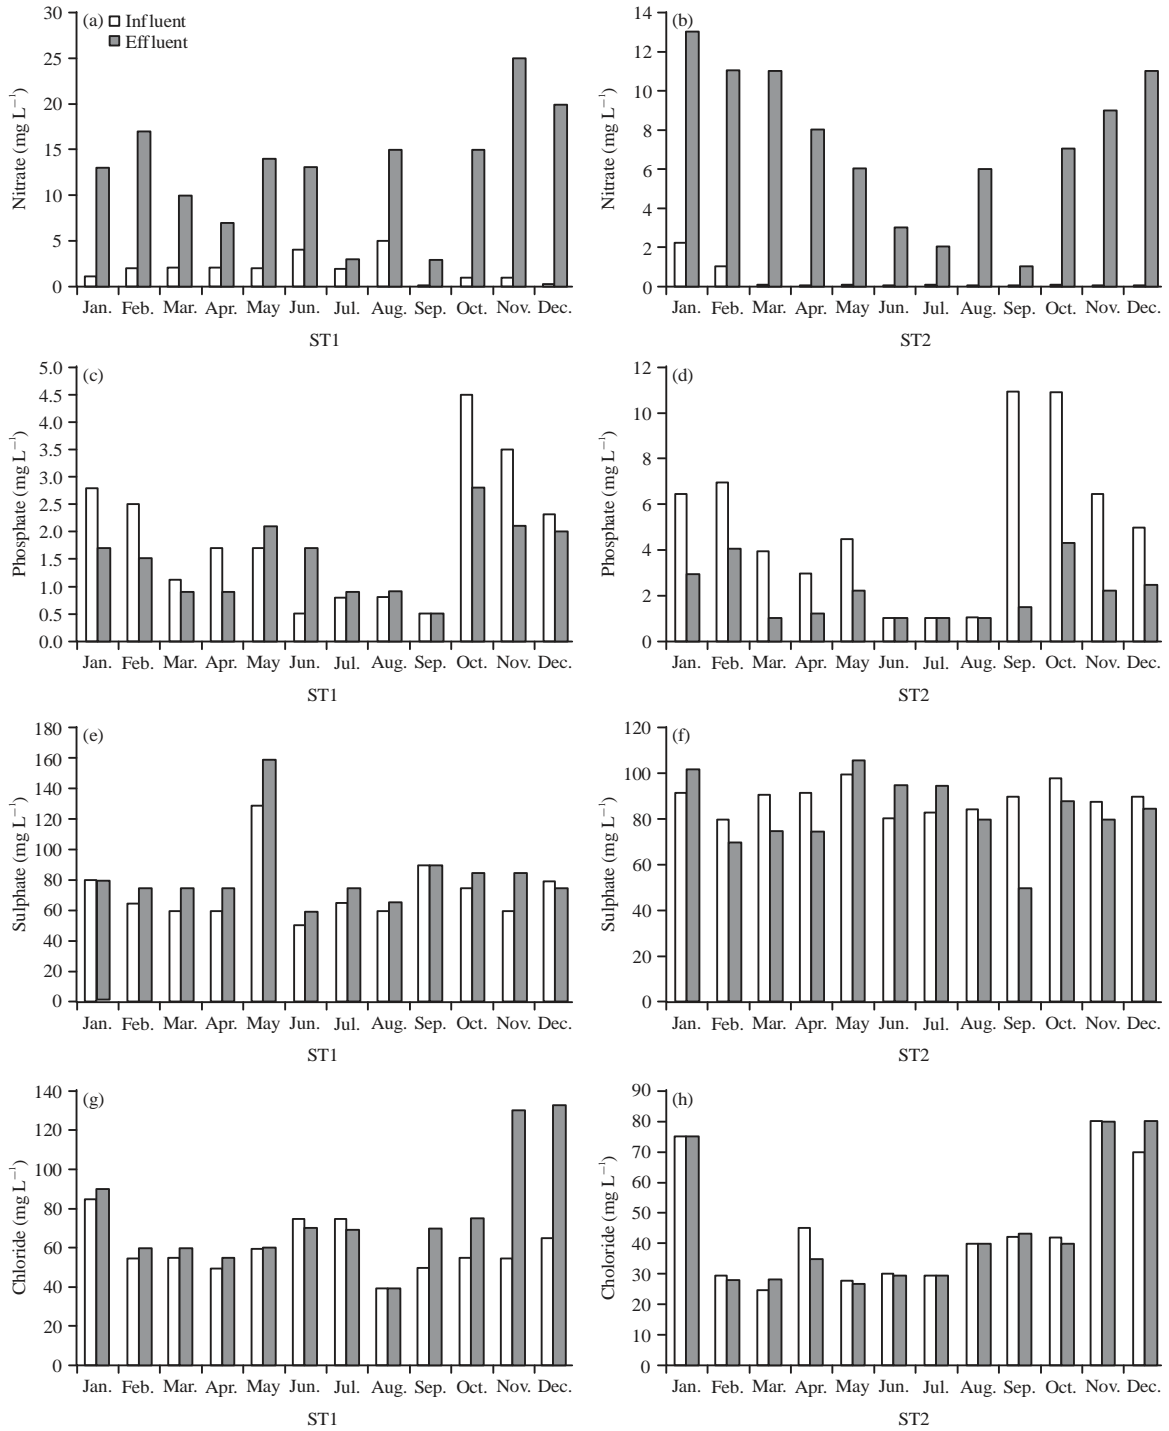 (a)
Influent
Effluent
Nitrate (mg L⁻¹)
30
25
20
15
10
5
0
Jan. Feb. Mar. Apr. May Jun. Jul. Aug. Sep. Oct. Nov. Dec.
ST1
(b)
Nitrate (mg L⁻¹)
14
12
10
8
6
4
2
0
Jan. Feb. Mar. Apr. May Jun. Jul. Aug. Sep. Oct. Nov. Dec.
ST2
(c)
Phosphate (mg L⁻¹)
5.0
4.5
4.0
3.5
3.0
2.5
2.0
1.5
1.0
0.5
0.0
Jan. Feb. Mar. Apr. May Jun. Jul. Aug. Sep. Oct. Nov. Dec.
ST1
(d)
Phosphate (mg L⁻¹)
12
10
8
6
4
2
0
Jan. Feb. Mar. Apr. May Jun. Jul. Aug. Sep. Oct. Nov. Dec.
ST2
(e)
Sulphate (mg L⁻¹)
180
160
140
120
100
80
60
40
20
0
Jan. Feb. Mar. Apr. May Jun. Jul. Aug. Sep. Oct. Nov. Dec.
ST1
(f)
Sulphate (mg L⁻¹)
120
100
80
60
40
20
0
Jan. Feb. Mar. Apr. May Jun. Jul. Aug. Sep. Oct. Nov. Dec.
ST2
(g)
Chloride (mg L⁻¹)
140
120
100
80
60
40
20
0
Jan. Feb. Mar. Apr. May Jun. Jul. Aug. Sep. Oct. Nov. Dec.
ST1
(h)
Choloride (mg L⁻¹)
90
80
70
60
50
40
30
20
10
0
Jan. Feb. Mar. Apr. May Jun. Jul. Aug. Sep. Oct. Nov. Dec.
ST2